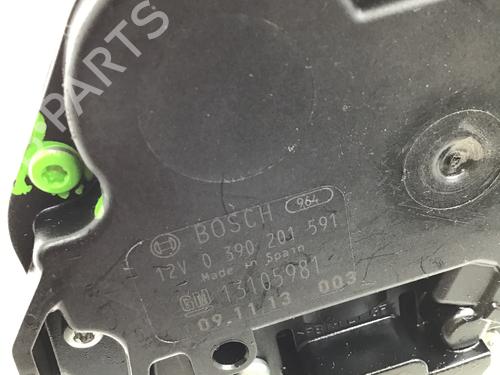 PARTS
BOSCH 964
12V 0 390 201 591
Made in Spain
GM 13105981
09.11.13 003